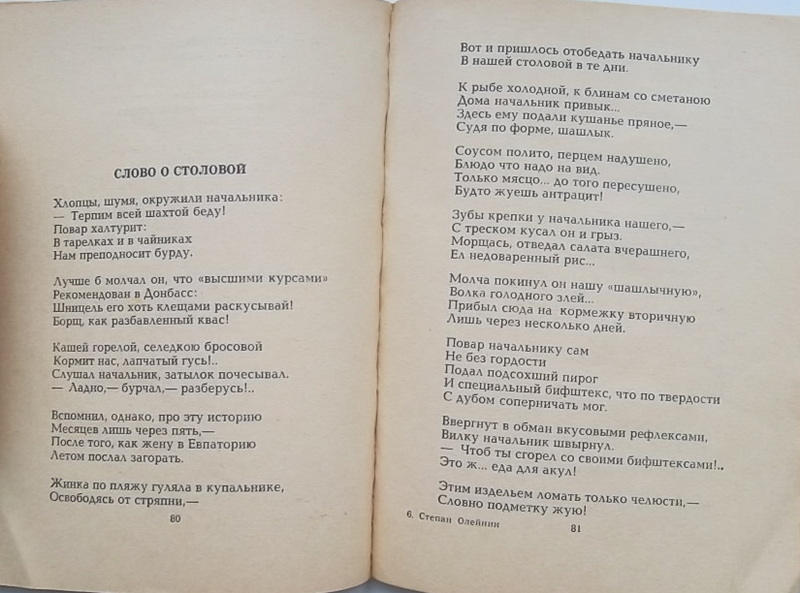 СЛОВО О СТОЛОВОЙ
Хлопцы, шумя, окружили начальника:
— Терпим всей шахтой беду!
Повар халтурит:
В тарелках и в чайниках
Нам преподносит бурду.
Лучше б молчал он, что «высшими курсами»
Рекомендован в Донбасс:
Шницель его хоть клещами раскусывай!
Борщ, как разбавленный квас!
Кашей горелой, селедкою бросовой
Кормит нас, лапчатый гусь!..
Слушал начальник, затылок почесывал.
— Ладно,— бурчал,— разберусь!..
Вспомнил, однако, про эту историю
Месяцев лишь через пять,—
После того, как жену в Евпаторию
Летом послал загорать.
Жинка по пляжу гуляла в купальнике,
Освободясь от стряпни,—
80
Вот и пришлось отобедать начальнику
В нашей столовой в те дни.
К рыбе холодной, к блинам со сметаною
Дома начальник привык...
Здесь ему подали кушанье пряное,—
Судя по форме, шашлык.
Соусом полито, перцем надушено,
Блюдо что надо на вид.
Только мясцо... до того пересушено,
Будто жуешь антрацит!
Зубы крепки у начальника нашего,—
С треском кусал он и грыз.
Морщась, отведал салата вчерашнего,
Ел недоваренный рис...
Молча покинул он нашу «шашлычную»,
Волка голодного злей...
Прибыл сюда на кормежку вторичную
Лишь через несколько дней.
Повар начальнику сам
Не без гордости
Подал подсохший пирог
И специальный бифштекс, что по твердости
С дубом соперничать мог.
Ввергнут в обман вкусовыми рефлексами,
Вилку начальник швырнул.
— Чтоб ты сгорел со своими бифштексами!..
Это ж... еда для акул!
Этим издельем ломать только челюсти,—
Словно подметку жую!
6. Степан Олейник
81